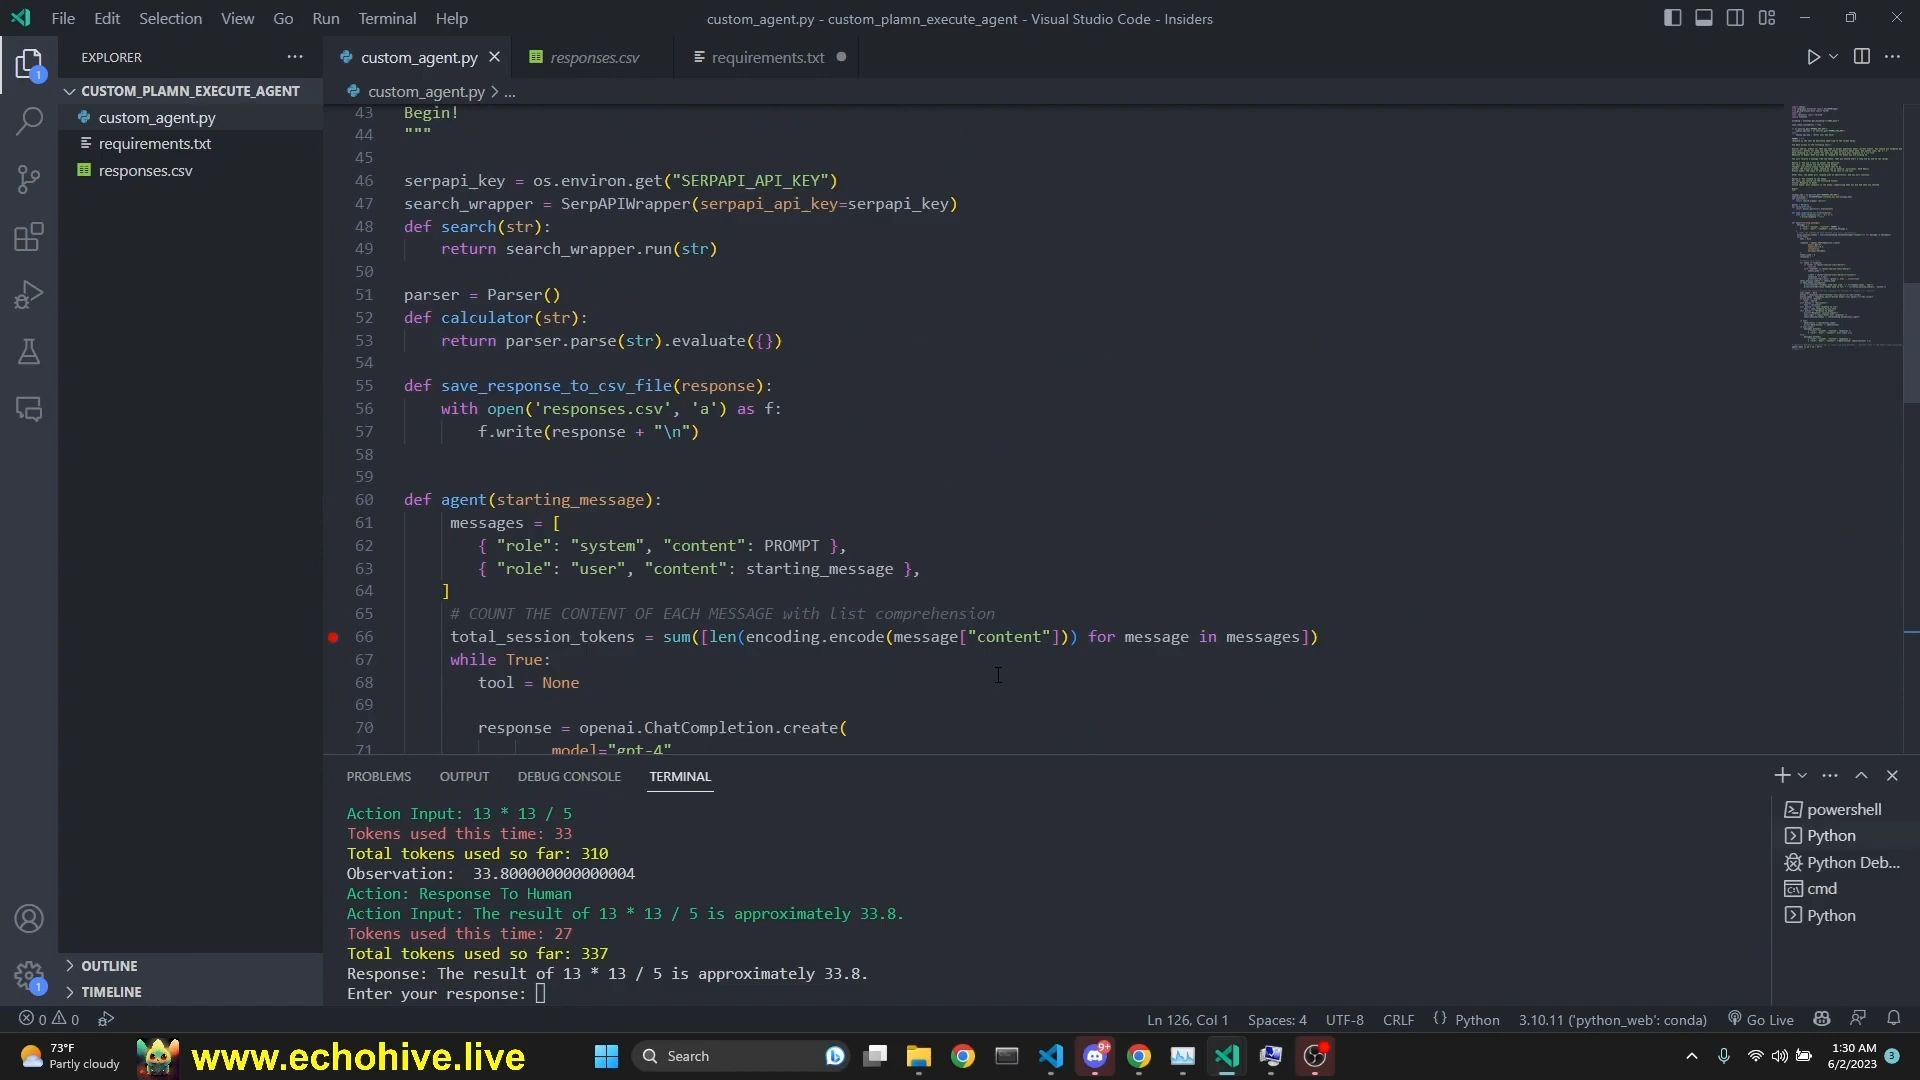 File Edit Selection View Go Run Terminal Help
custom_agent.py - custom_plamn_execute_agent - Visual Studio Code - Insiders
1
EXPLORER
CUSTOM_PLAMN_EXECUTE_AGENT
custom_agent.py
requirements.txt
responses.csv
OUTLINE
TIMELINE
1
custom_agent.py responses.csv requirements.txt
custom_agent.py > ...
43 Begin!
44 """
45
46 serpapi_key = os.environ.get("SERPAPI_API_KEY")
47 search_wrapper = SerpAPIWrapper(serpapi_api_key=serpapi_key)
48 def search(str):
49 return search_wrapper.run(str)
50
51 parser = Parser()
52 def calculator(str):
53 return parser.parse(str).evaluate({})
54
55 def save_response_to_csv_file(response):
56 with open('responses.csv', 'a') as f:
57 f.write(response + "\n")
58
59
60 def agent(starting_message):
61 messages = [
62 { "role": "system", "content": PROMPT },
63 { "role": "user", "content": starting_message },
64 ]
65 # COUNT THE CONTENT OF EACH MESSAGE with list comprehension
66 total_session_tokens = sum([len(encoding.encode(message["content"])) for message in messages])
67 while True:
68 tool = None
69
70 response = openai.ChatCompletion.create(
71 model="gpt-4"
PROBLEMS OUTPUT DEBUG CONSOLE TERMINAL
Action Input: 13 * 13 / 5
Tokens used this time: 33
Total tokens used so far: 310
Observation: 33.800000000000004
Action: Response To Human
Action Input: The result of 13 * 13 / 5 is approximately 33.8.
Tokens used this time: 27
Total tokens used so far: 337
Response: The result of 13 * 13 / 5 is approximately 33.8.
Enter your response:
powershell
Python
Python Deb...
cmd
Python
0 0
Ln 126, Col 1 Spaces: 4 UTF-8 CRLF {} Python 3.10.11 ('python_web': conda) Go Live
73°F
Partly cloudy
www.echohive.live
Search
9+
1:30 AM
6/2/2023
3